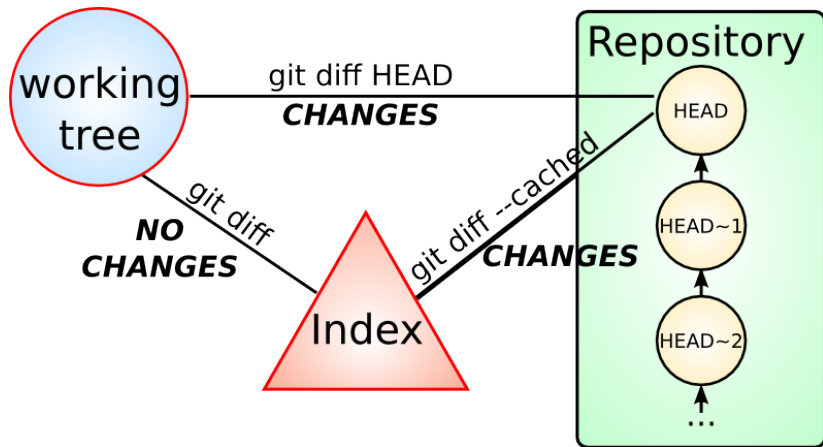 Repository
working
tree
git diff HEAD
CHANGES
HEAD
git diff
NO
CHANGES
git diff --cached
CHANGES
HEAD~1
Index
HEAD~2
...